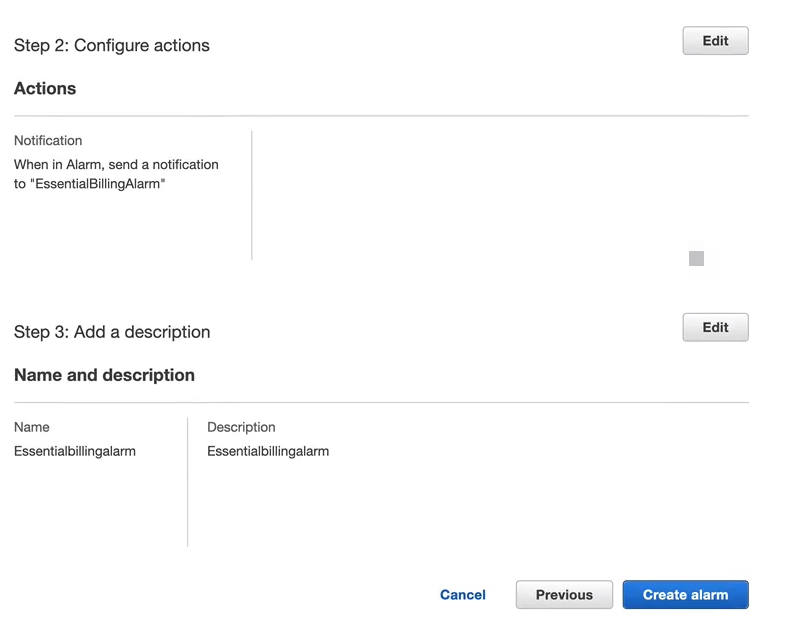 Step 2: Configure actions
Edit
Actions
Notification
When in Alarm, send a notification
to "EssentialBillingAlarm"
Step 3: Add a description
Edit
Name and description
Name
Essentialbillingalarm
Description
Essentialbillingalarm
Cancel
Previous
Create alarm